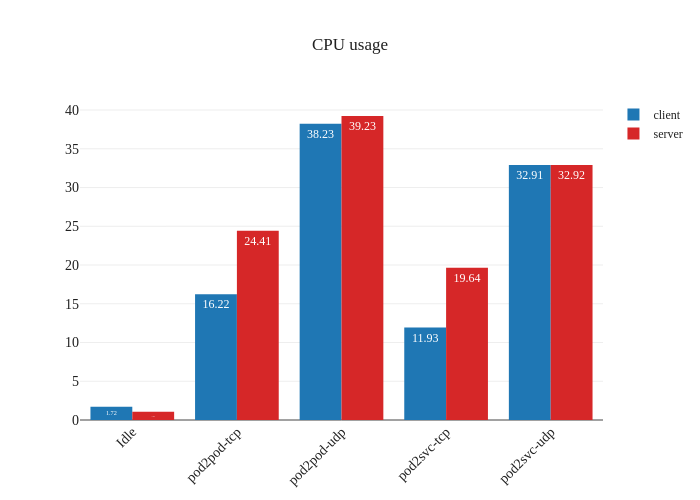 CPU usage
client
server
40
35
30
25
20
15
10
5
0
1.72
16.22
24.41
38.23
39.23
11.93
19.64
32.91
32.92
Idle
pod2pod-tcp
pod2pod-udp
pod2svc-tcp
pod2svc-udp